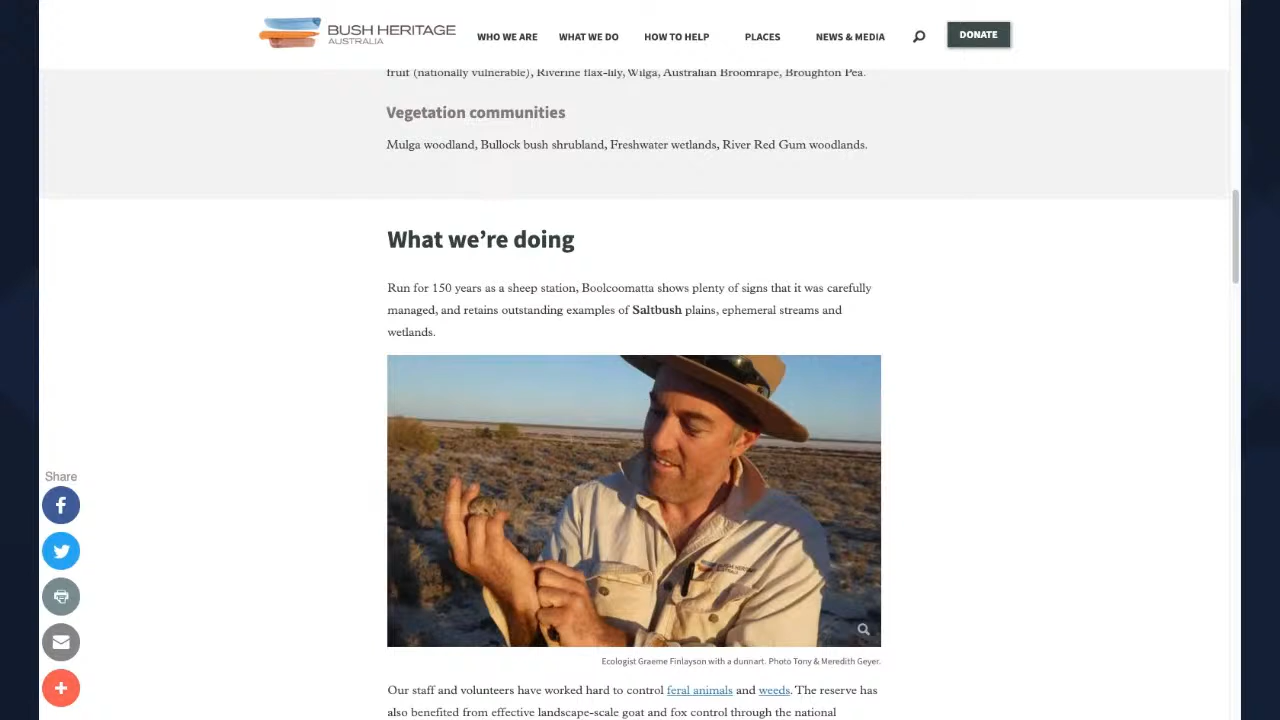 BUSH HERITAGE
AUSTRALIA
WHO WE ARE
WHAT WE DO
HOW TO HELP
PLACES
NEWS & MEDIA
DONATE
fruit (nationally vulnerable), Riverine flax-lily, Wilga, Australian Broomrape, Broughton Pea.
Vegetation communities
Mulga woodland, Bullock bush shrubland, Freshwater wetlands, River Red Gum woodlands.
What we’re doing
Run for 150 years as a sheep station, Boolcoomatta shows plenty of signs that it was carefully
managed, and retains outstanding examples of Saltbush plains, ephemeral streams and
wetlands.
BUSH HERITAGE
AUSTRALIA
Ecologist Graeme Finlayson with a dunnart. Photo Tony & Meredith Geyer.
Share
Our staff and volunteers have worked hard to control feral animals and weeds. The reserve has
also benefited from effective landscape-scale goat and fox control through the national